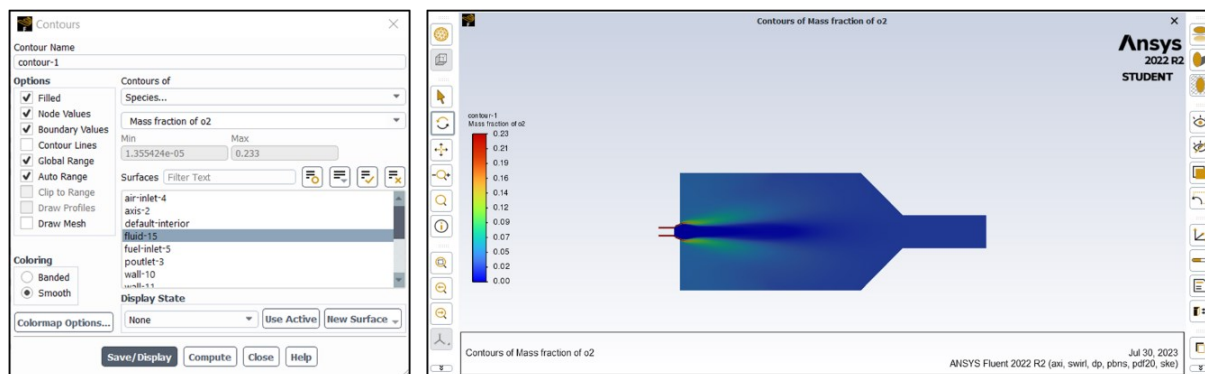 Contours
Contour Name
contour-1
Options
Filled
Node Values
Boundary Values
Contour Lines
Global Range
Auto Range
Clip to Range
Draw Profiles
Draw Mesh
Coloring
Banded
Smooth
Colormap Options...
Contours of
Species...
Mass fraction of o2
Min Max
1.355424e-05 0.233
Surfaces Filter Text
air-inlet-4
axis-2
default-interior
fluid-15
fuel-inlet-5
poutlet-3
wall-10
wall-11
Display State
None Use Active New Surface
Save/Display Compute Close Help
Contours of Mass fraction of o2
Ansys
2022 R2
STUDENT
contour-1
Mass fraction of o2
0.23
0.21
0.19
0.16
0.14
0.12
0.09
0.07
0.05
0.02
0.00
Contours of Mass fraction of o2
Jul 30, 2023
ANSYS Fluent 2022 R2 (axi, swirl, dp, pbns, pdf20, ske)